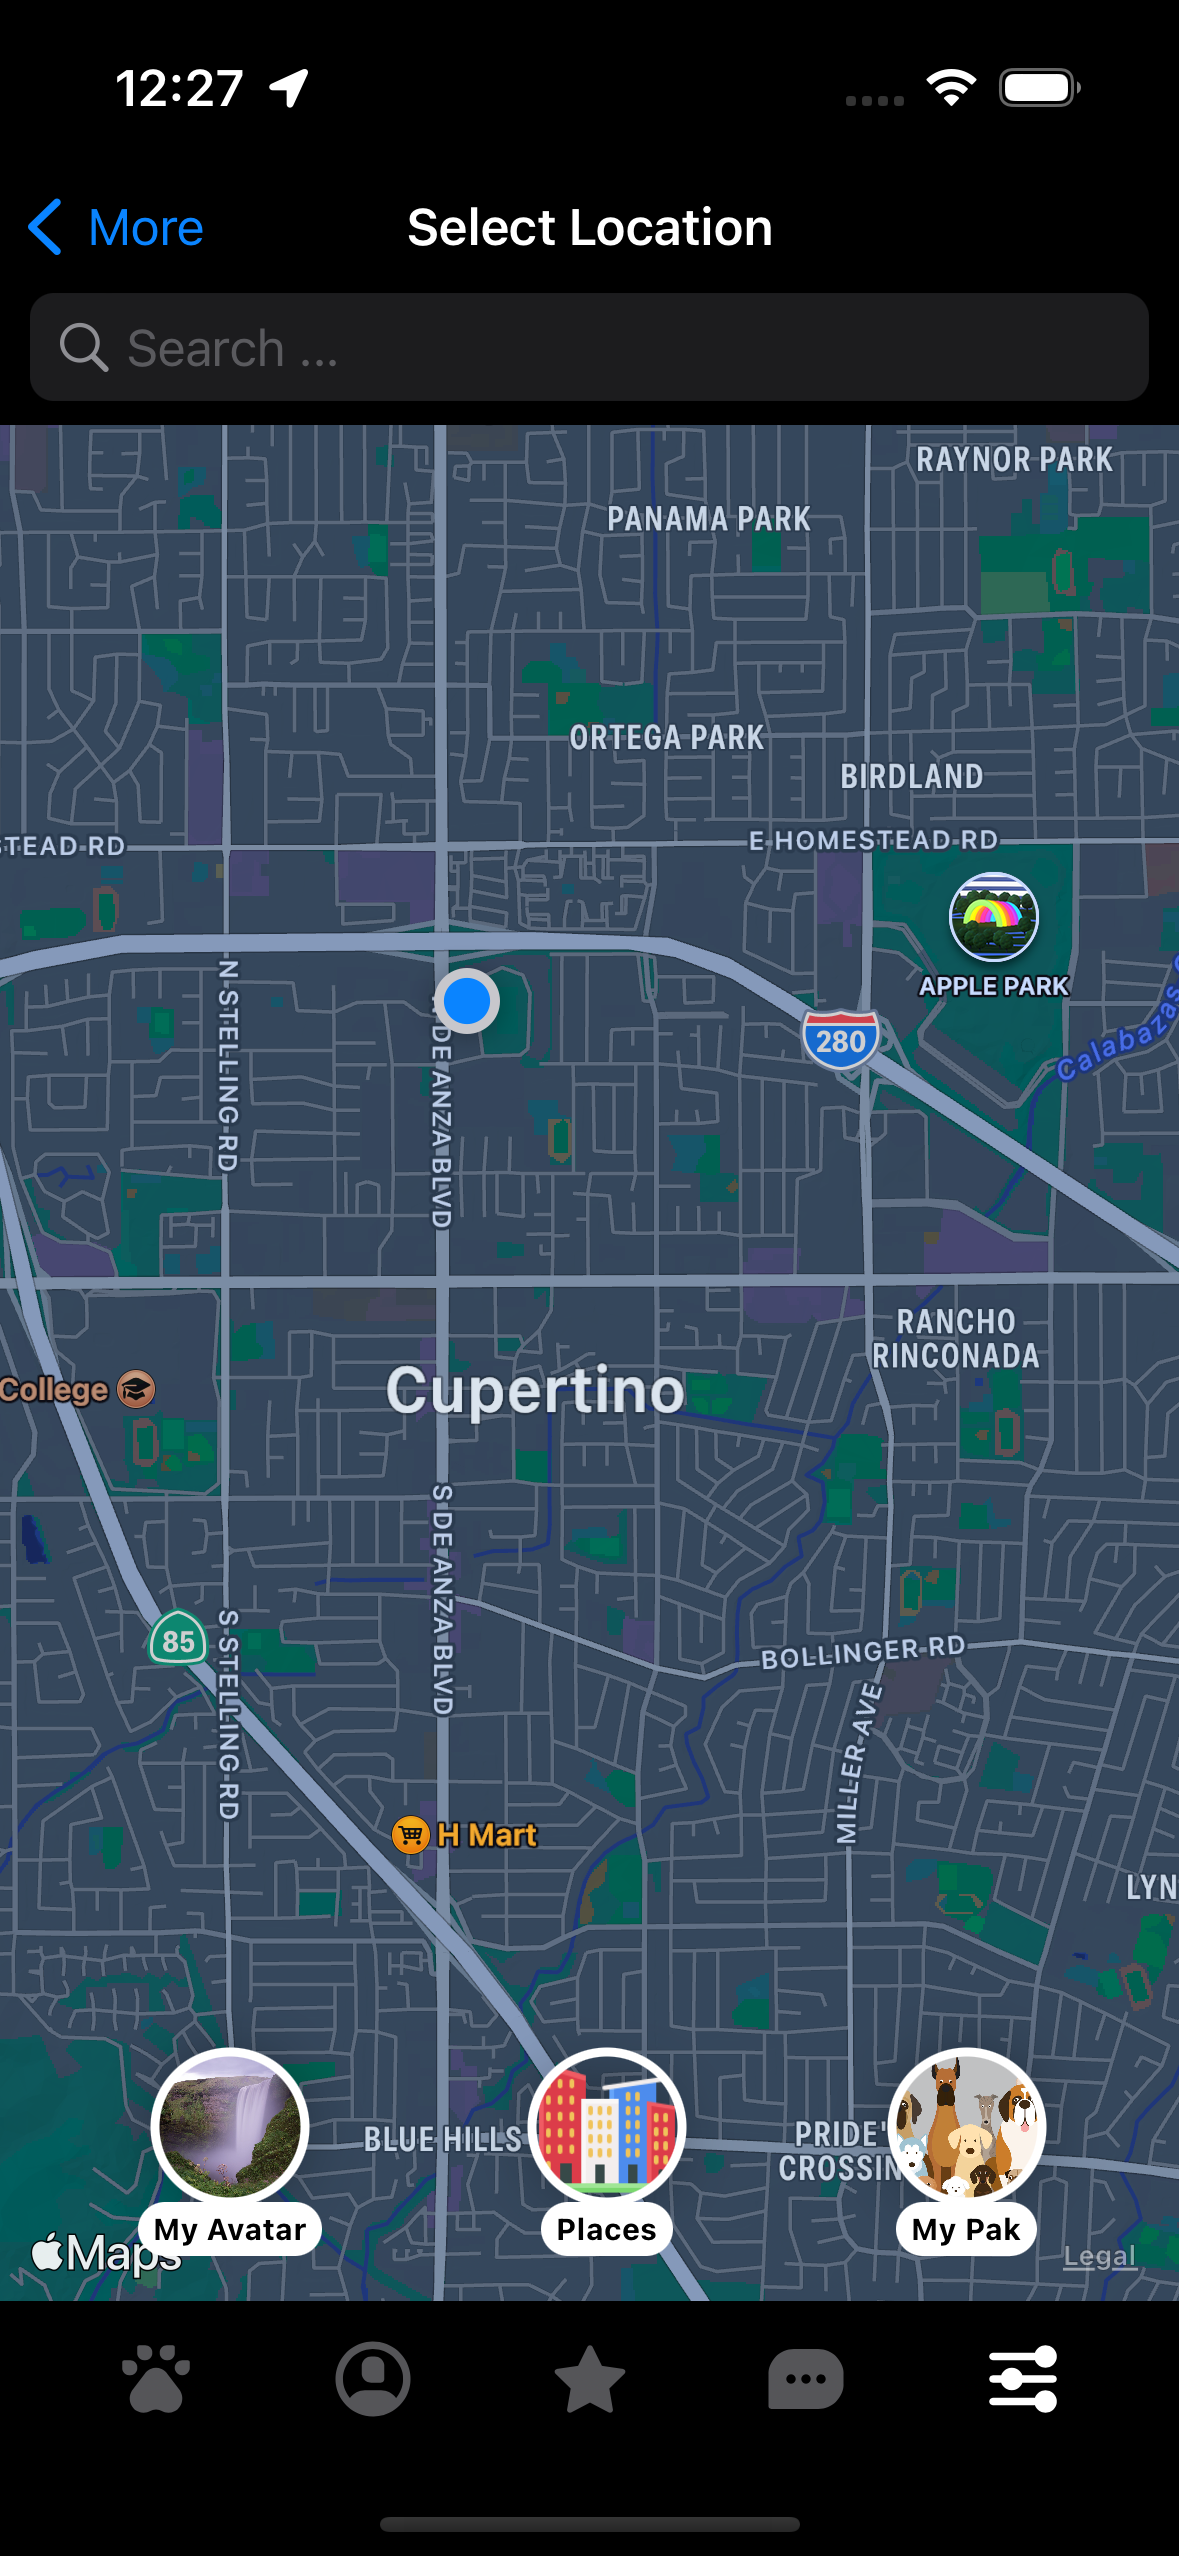 12:27
More
Select Location
Search ...
RAYNOR PARK
PANAMA PARK
ORTEGA PARK
BIRDLAND
STEAD RD
E HOMESTEAD RD
APPLE PARK
N STELLING RD
N DE ANZA BLVD
280
Calabazas
RANCHO
RINCONADA
College
Cupertino
S DE ANZA BLVD
85
S STELLING RD
BOLLINGER RD
MILLER AVE
H Mart
LYN
BLUE HILLS
PRIDE'
CROSSIN
My Avatar
Places
My Pak
Maps
Legal